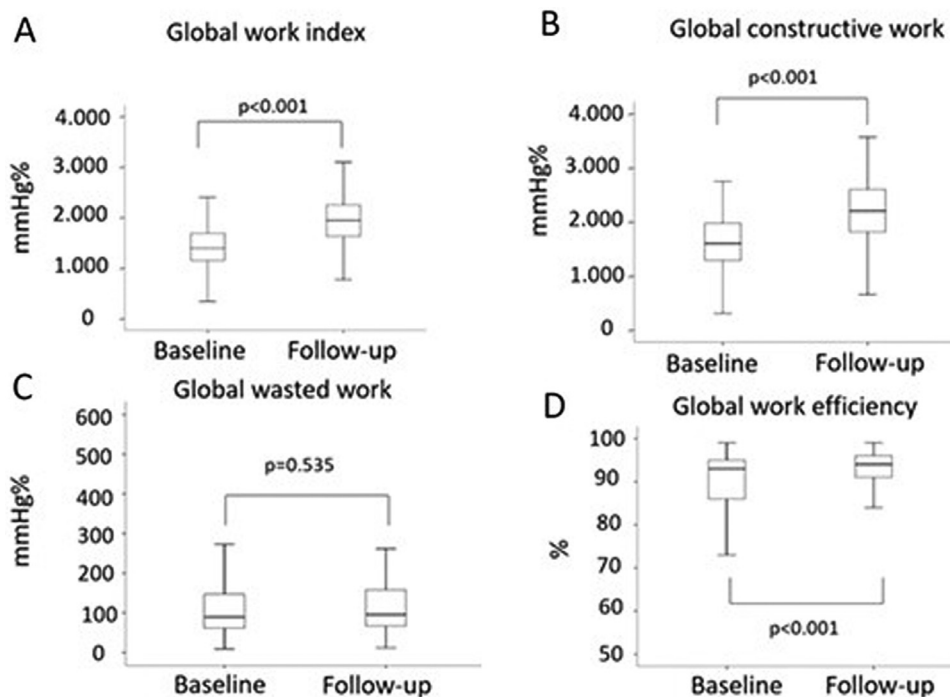 A
Global work index
p<0.001
mmHg%
4.000
3.000
2.000
1.000
0
Baseline Follow-up
B
Global constructive work
p<0.001
mmHg%
4.000
3.000
2.000
1.000
0
Baseline Follow-up
C
Global wasted work
p=0.535
mmHg%
600
500
400
300
200
100
0
Baseline Follow-up
D
Global work efficiency
%
100
90
80
70
60
50
p<0.001
Baseline Follow-up